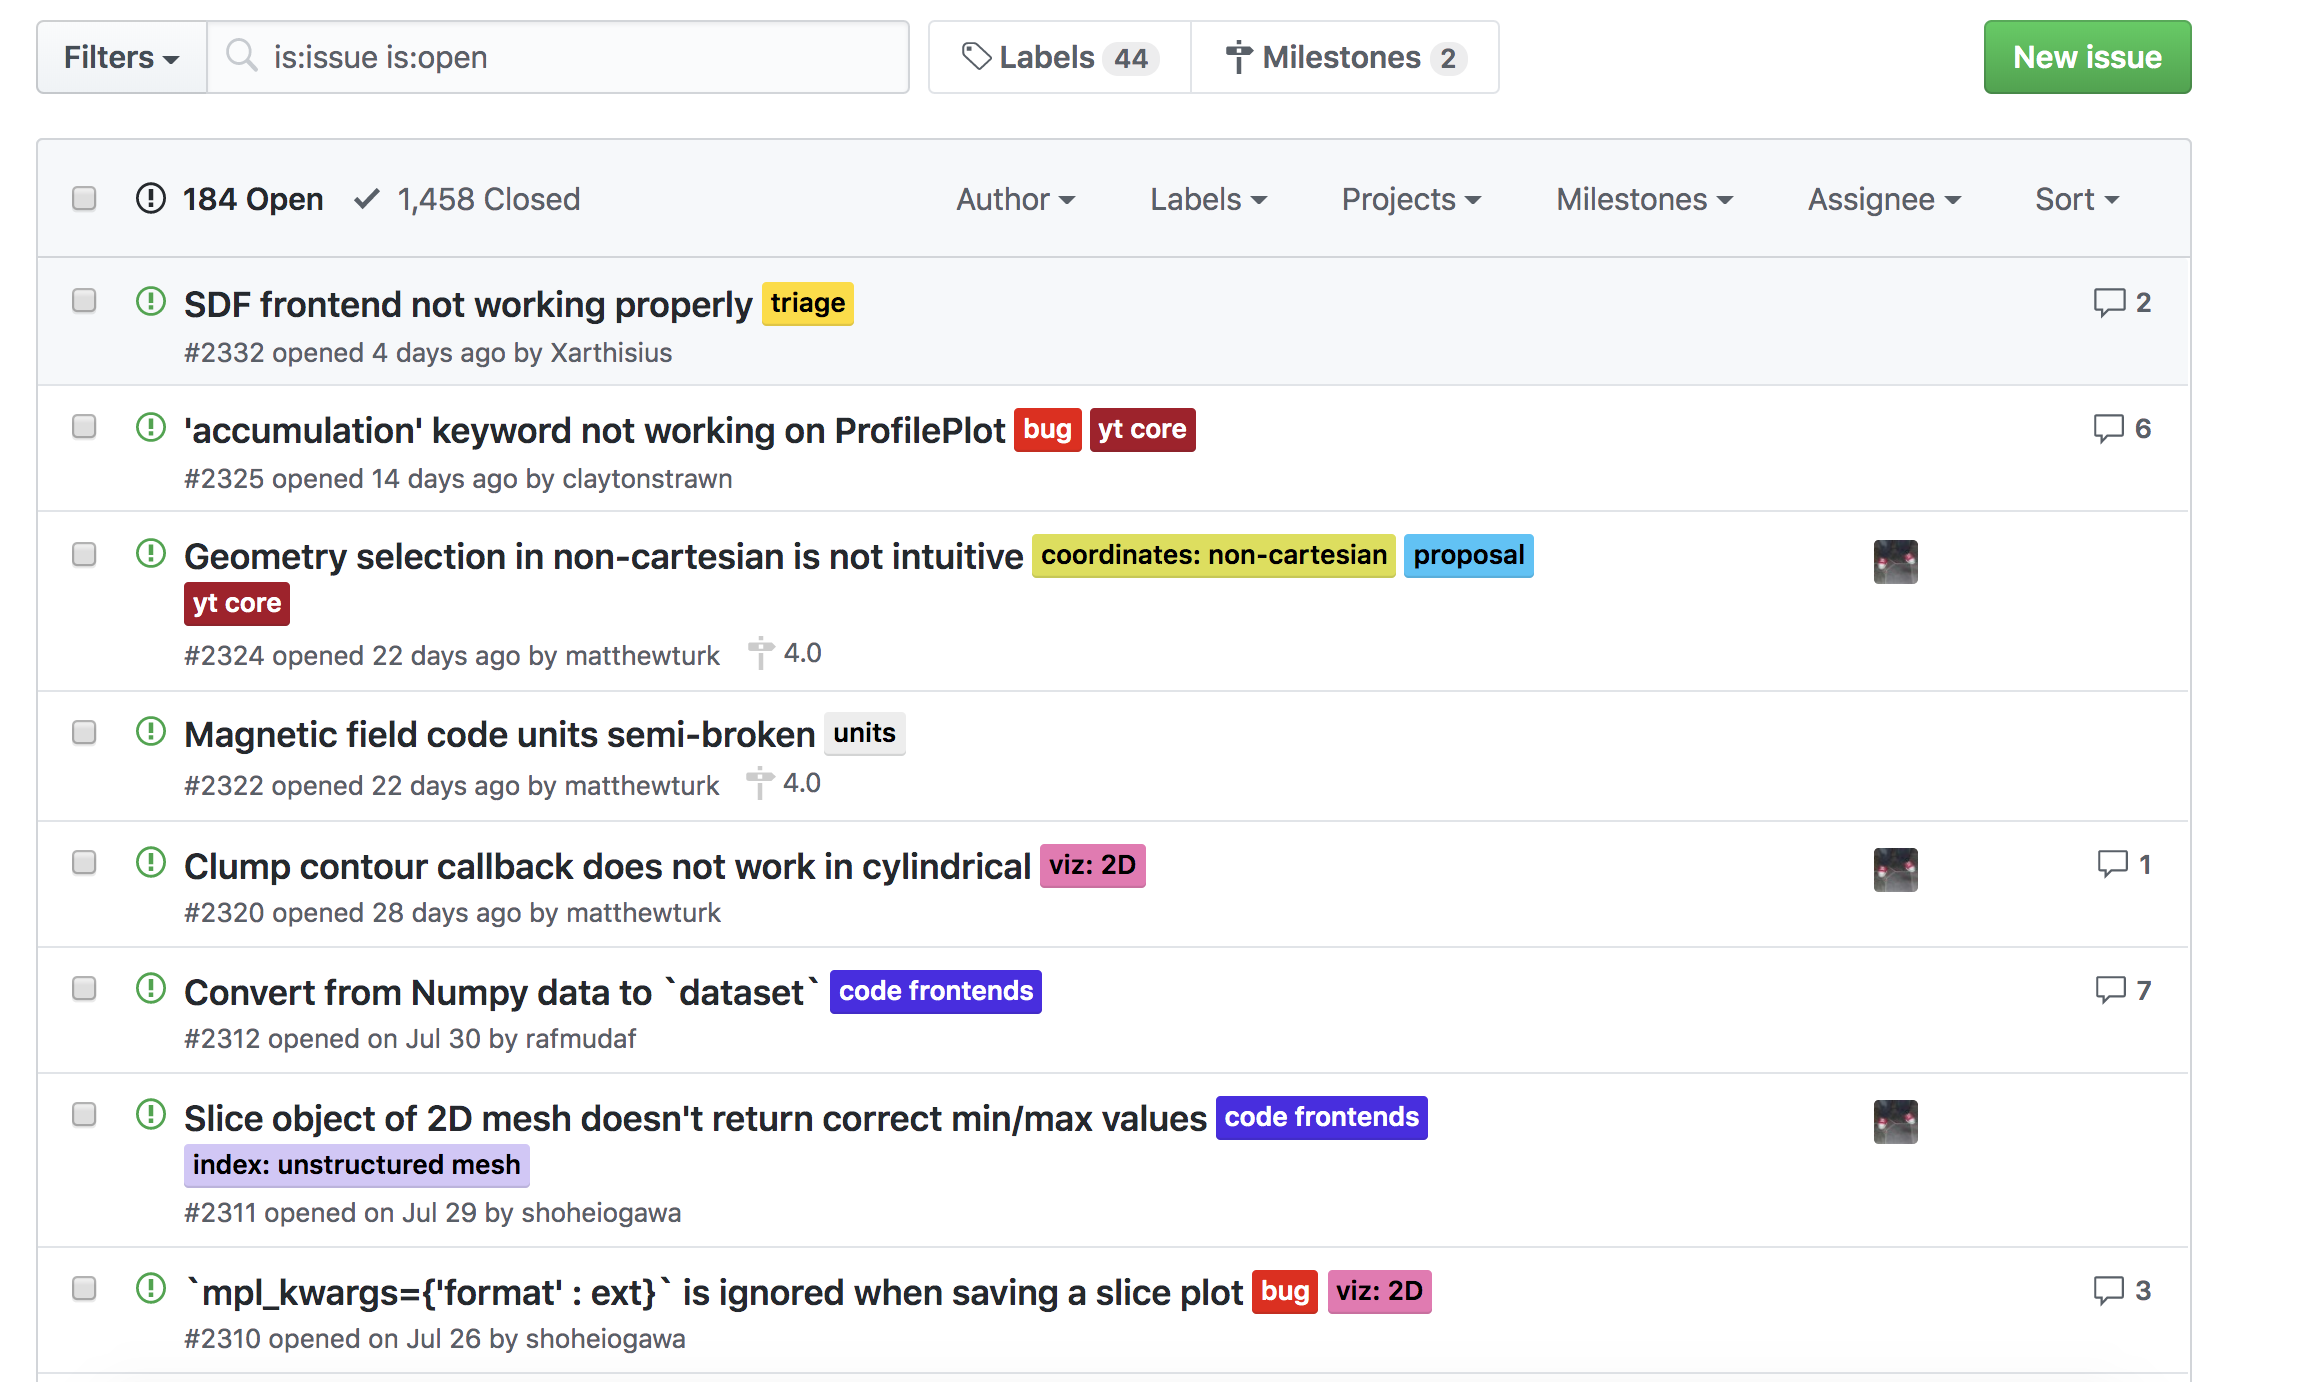 Filters is:issue is:open Labels 44 Milestones 2 New issue
184 Open 1,458 Closed Author Labels Projects Milestones Assignee Sort
SDF frontend not working properly triage 2
#2332 opened 4 days ago by Xarthisius
'accumulation' keyword not working on ProfilePlot bug yt core 6
#2325 opened 14 days ago by claytonstrawn
Geometry selection in non-cartesian is not intuitive coordinates: non-cartesian proposal
yt core
#2324 opened 22 days ago by matthewturk 4.0
Magnetic field code units semi-broken units
#2322 opened 22 days ago by matthewturk 4.0
Clump contour callback does not work in cylindrical viz: 2D 1
#2320 opened 28 days ago by matthewturk
Convert from Numpy data to `dataset` code frontends 7
#2312 opened on Jul 30 by rafmudaf
Slice object of 2D mesh doesn't return correct min/max values code frontends
index: unstructured mesh
#2311 opened on Jul 29 by shoheiogawa
`mpl_kwargs={'format' : ext}` is ignored when saving a slice plot bug viz: 2D 3
#2310 opened on Jul 26 by shoheiogawa